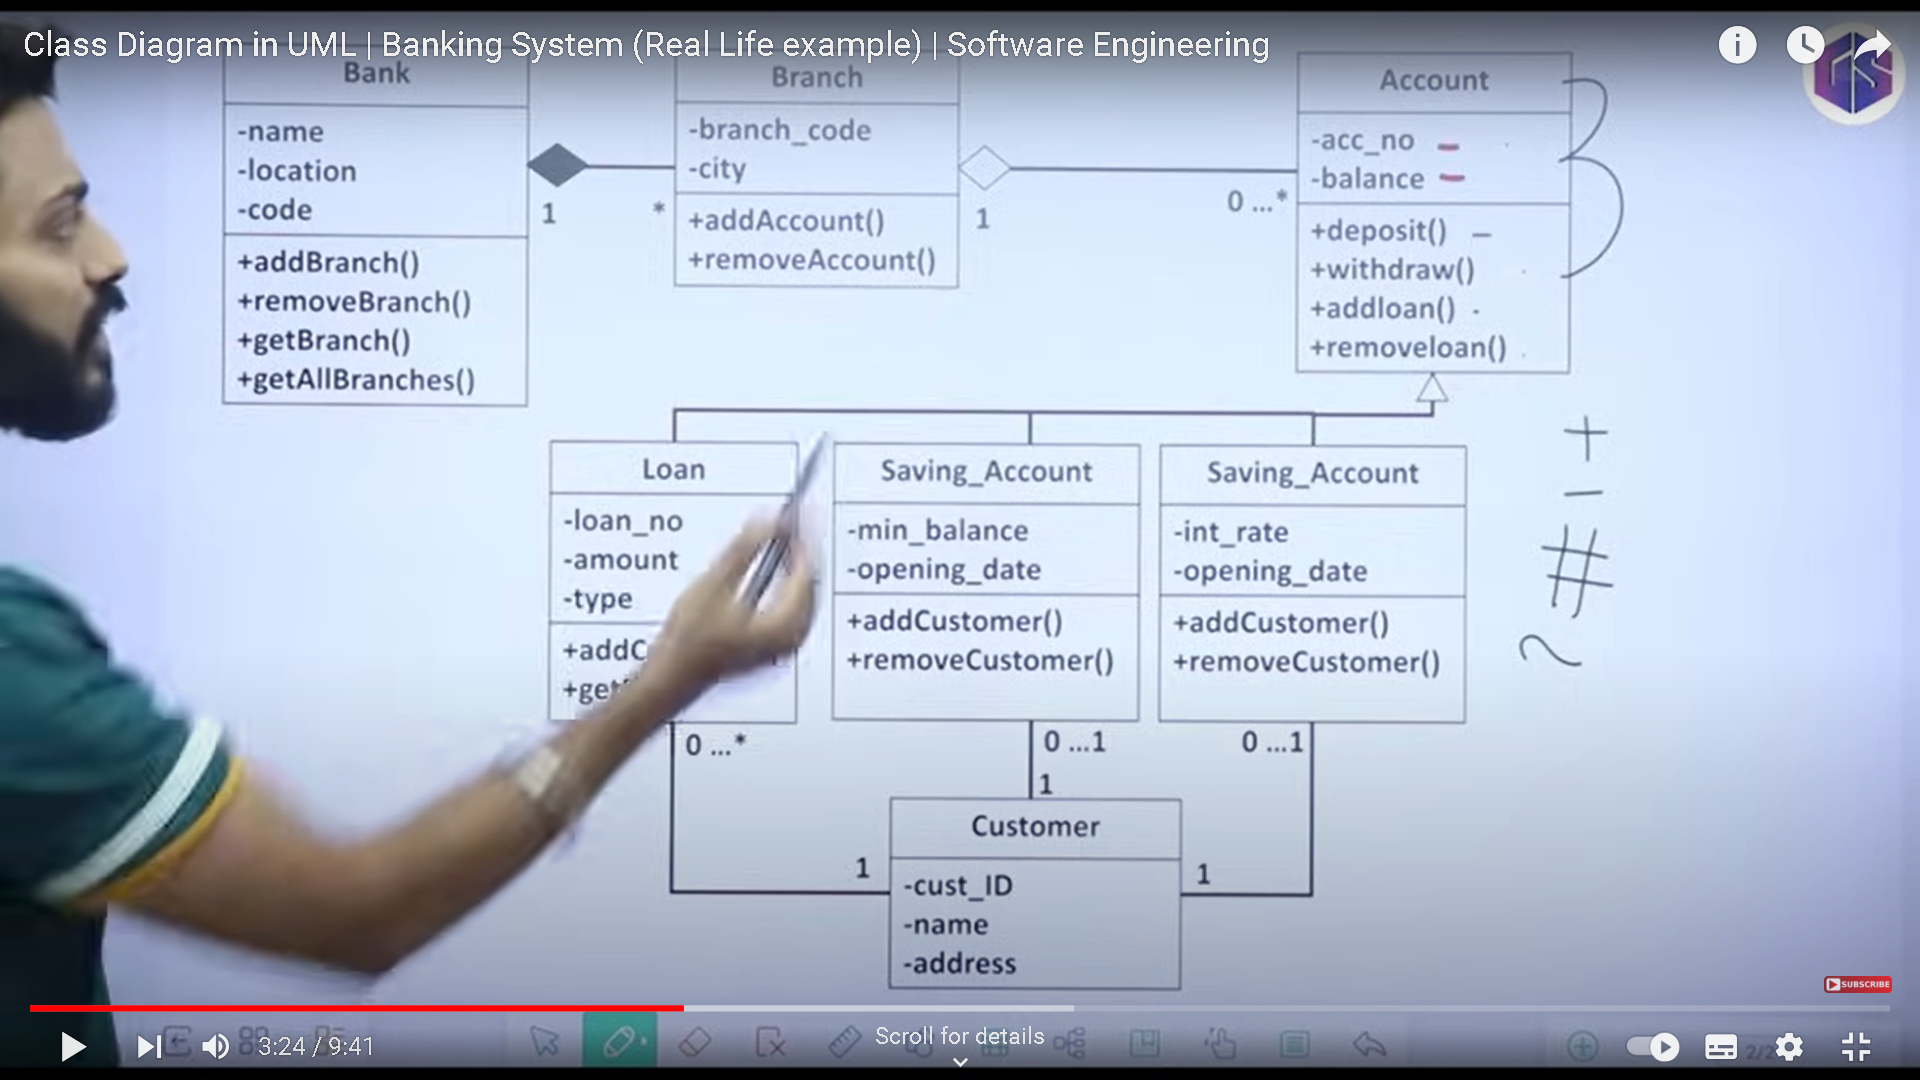 Class Diagram in UML | Banking System (Real Life example) | Software Engineering
Bank
-name
-location
-code
+addBranch()
+removeBranch()
+getBranch()
+getAllBranches()
1
*
Branch
-branch_code
-city
+addAccount()
+removeAccount()
1
0 ...*
Account
-acc_no
-balance
+deposit()
+withdraw()
+addloan()
+removeloan()
+
-
#
~
Loan
-loan_no
-amount
-type
+addC
+get
0 ...*
Saving_Account
-min_balance
-opening_date
+addCustomer()
+removeCustomer()
0 ...1
1
Saving_Account
-int_rate
-opening_date
+addCustomer()
+removeCustomer()
0 ...1
1
1
Customer
-cust_ID
-name
-address
SUBSCRIBE
3:24 / 9:41
Scroll for details